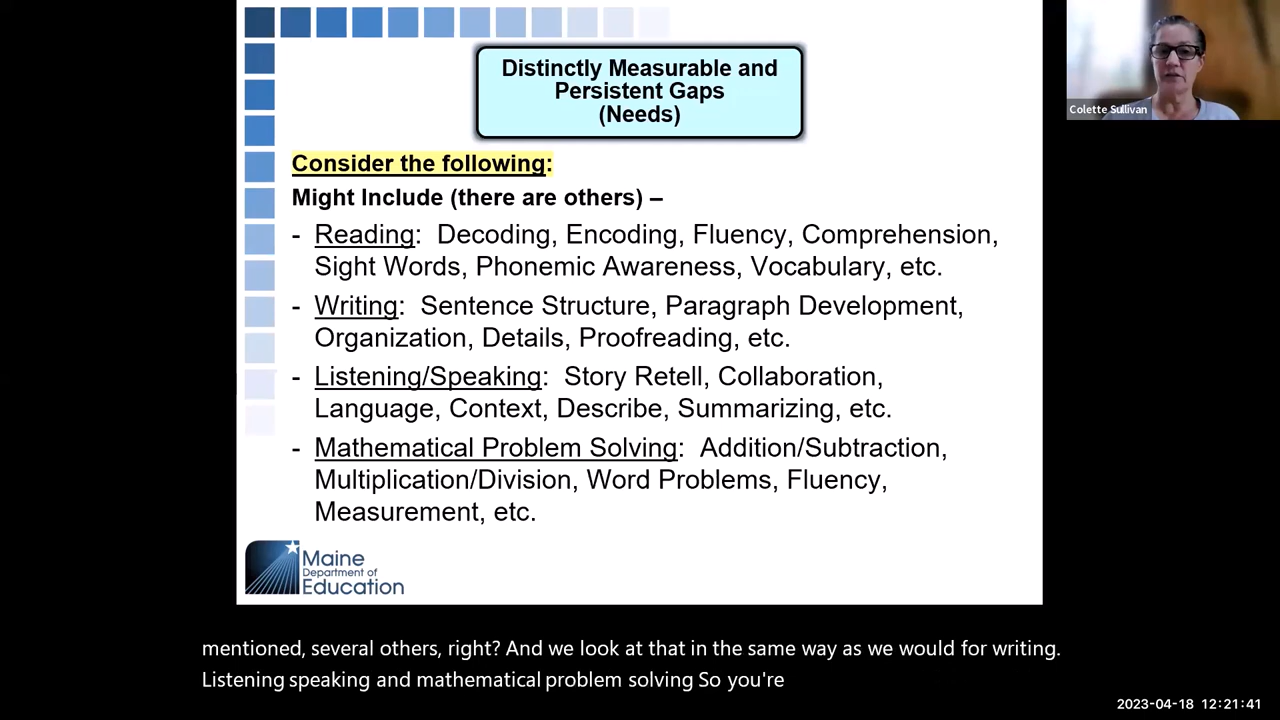 Distinctly Measurable and
Persistent Gaps
(Needs)
Colette Sullivan
Consider the following:
Might Include (there are others) –
- Reading: Decoding, Encoding, Fluency, Comprehension,
Sight Words, Phonemic Awareness, Vocabulary, etc.
- Writing: Sentence Structure, Paragraph Development,
Organization, Details, Proofreading, etc.
- Listening/Speaking: Story Retell, Collaboration,
Language, Context, Describe, Summarizing, etc.
- Mathematical Problem Solving: Addition/Subtraction,
Multiplication/Division, Word Problems, Fluency,
Measurement, etc.
Maine
Department of
Education
mentioned, several others, right? And we look at that in the same way as we would for writing.
Listening speaking and mathematical problem solving So you're
2023-04-18 12:21:41